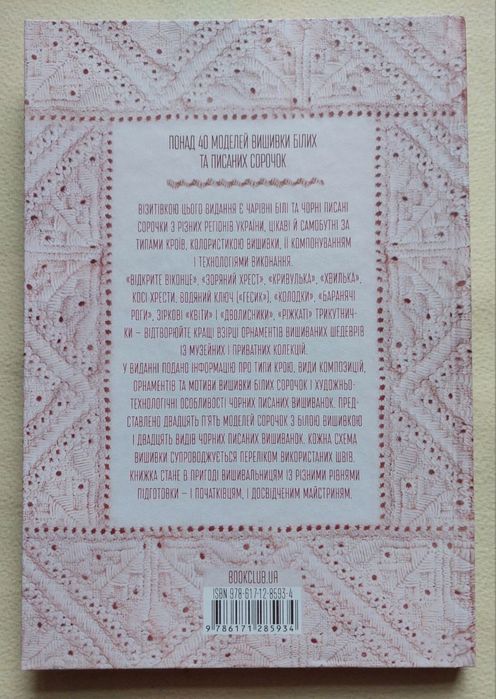 ПОНАД 40 МОДЕЛЕЙ ВИШИВКИ БІЛИХ
ТА ПИСАНИХ СОРОЧОК
ВІЗИТІВКОЮ ЦЬОГО ВИДАННЯ Є ЧАРІВНІ БІЛІ ТА ЧОРНІ ПИСАНІ
СОРОЧКИ З РІЗНИХ РЕГІОНІВ УКРАЇНИ, ЦІКАВІ Й САМОБУТНІ ЗА
ТИПАМИ КРОЇВ, КОЛОРИСТИКОЮ ВИШИВКИ, ЇЇ КОМПОНУВАННЯМ
І ТЕХНОЛОГІЯМИ ВИКОНАННЯ.
«ВІДКРИТЕ ВІКОНЦЕ», «ЗОРЯНИЙ ХРЕСТ», «КРИВУЛЬКА», «ХВИЛЬКА»,
КОСІ ХРЕСТИ, ВОДЯНИЙ КЛЮЧ («ГЕСИК»), «КОЛОДКИ», «БАРАНЯЧІ
РОГИ», ЗІРКОВІ «КВІТИ» І «ДВОЛИСНИКИ», «РІЖКАТІ» ТРИКУТНИЧ-
КИ – ВІДТВОРЮЙТЕ КРАЩІ ВЗІРЦІ ОРНАМЕНТІВ ВИШИВАНИХ ШЕДЕВРІВ
ІЗ МУЗЕЙНИХ І ПРИВАТНИХ КОЛЕКЦІЙ.
У ВИДАННІ ПОДАНО ІНФОРМАЦІЮ ПРО ТИПИ КРОЮ, ВИДИ КОМПОЗИЦІЙ,
ОРНАМЕНТІВ ТА МОТИВИ ВИШИВКИ БІЛИХ СОРОЧОК І ХУДОЖНЬО-
ТЕХНОЛОГІЧНІ ОСОБЛИВОСТІ ЧОРНИХ ПИСАНИХ ВИШИВАНОК. ПРЕД-
СТАВЛЕНО ДВАДЦЯТЬ П'ЯТЬ МОДЕЛЕЙ СОРОЧОК З БІЛОЮ ВИШИВКОЮ
І ДВАДЦЯТЬ ВИДІВ ЧОРНИХ ПИСАНИХ ВИШИВАНОК. КОЖНА СХЕМА
ВИШИВКИ СУПРОВОДЖУЄТЬСЯ ПЕРЕЛІКОМ ВИКОРИСТАНИХ ШВІВ.
КНИЖКА СТАНЕ В ПРИГОДІ ВИШИВАЛЬНИЦЯМ ІЗ РІЗНИМИ РІВНЯМИ
ПІДГОТОВКИ – І ПОЧАТКІВЦЯМ, І ДОСВІДЧЕНИМ МАЙСТРИНЯМ.
BOOKCLUB.UA
ISBN 978-617-12-8593-4
9 786171 285934